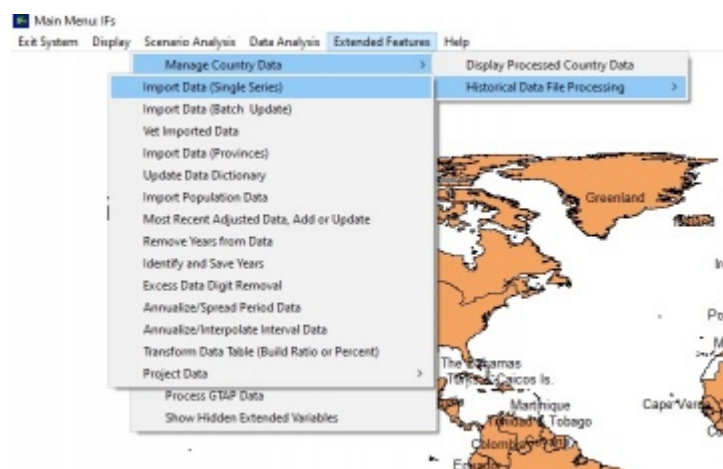 Main Menu: IFs
Exit System Display Scenario Analysis Data Analysis Extended Features Help
Manage Country Data
Display Processed Country Data
Import Data (Single Series)
Historical Data File Processing
Import Data (Batch Update)
Vet Imported Data
Import Data (Provinces)
Update Data Dictionary
Import Population Data
Most Recent Adjusted Data, Add or Update
Remove Years from Data
Identify and Save Years
Excess Data Digit Removal
Annualize/Spread Period Data
Annualize/Interpolate Interval Data
Transform Data Table (Build Ratio or Percent)
Project Data
Process GTAP Data
Show Hidden Extended Variables
Greenland
The Bahamas
Caicos Is.
Martinique
Cape Verde
Tobago